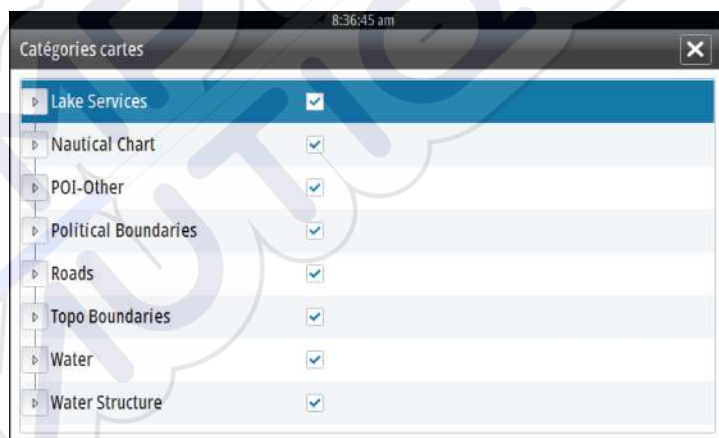 8:36:45 am
Catégories cartes
Lake Services
Nautical Chart
POI-Other
Political Boundaries
Roads
Topo Boundaries
Water
Water Structure